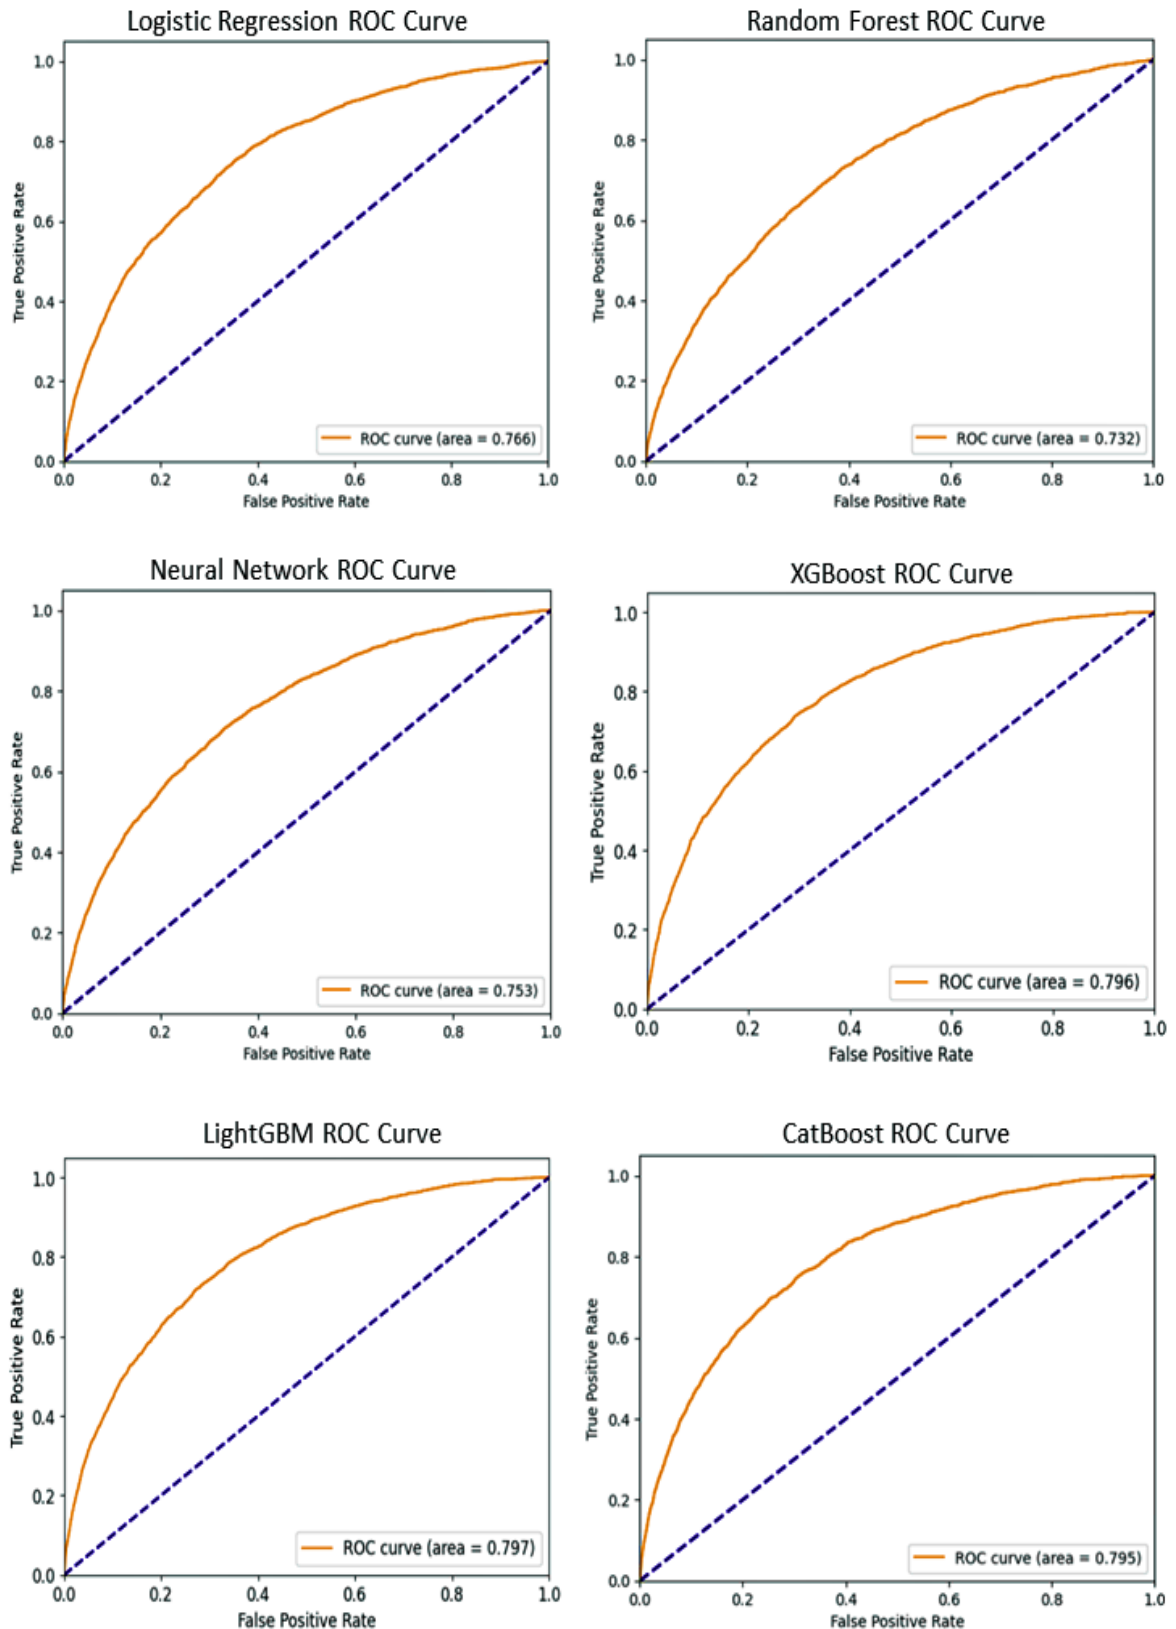 Logistic Regression ROC Curve
True Positive Rate
1.0
0.8
0.6
0.4
0.2
0.0
ROC curve (area = 0.766)
0.0 0.2 0.4 0.6 0.8 1.0
False Positive Rate
Random Forest ROC Curve
True Positive Rate
1.0
0.8
0.6
0.4
0.2
0.0
ROC curve (area = 0.732)
0.0 0.2 0.4 0.6 0.8 1.0
False Positive Rate
Neural Network ROC Curve
True Positive Rate
1.0
0.8
0.6
0.4
0.2
0.0
ROC curve (area = 0.753)
0.0 0.2 0.4 0.6 0.8 1.0
False Positive Rate
XGBoost ROC Curve
True Positive Rate
1.0
0.8
0.6
0.4
0.2
0.0
ROC curve (area = 0.796)
0.0 0.2 0.4 0.6 0.8 1.0
False Positive Rate
LightGBM ROC Curve
True Positive Rate
1.0
0.8
0.6
0.4
0.2
0.0
ROC curve (area = 0.797)
0.0 0.2 0.4 0.6 0.8 1.0
False Positive Rate
CatBoost ROC Curve
True Positive Rate
1.0
0.8
0.6
0.4
0.2
0.0
ROC curve (area = 0.795)
0.0 0.2 0.4 0.6 0.8 1.0
False Positive Rate